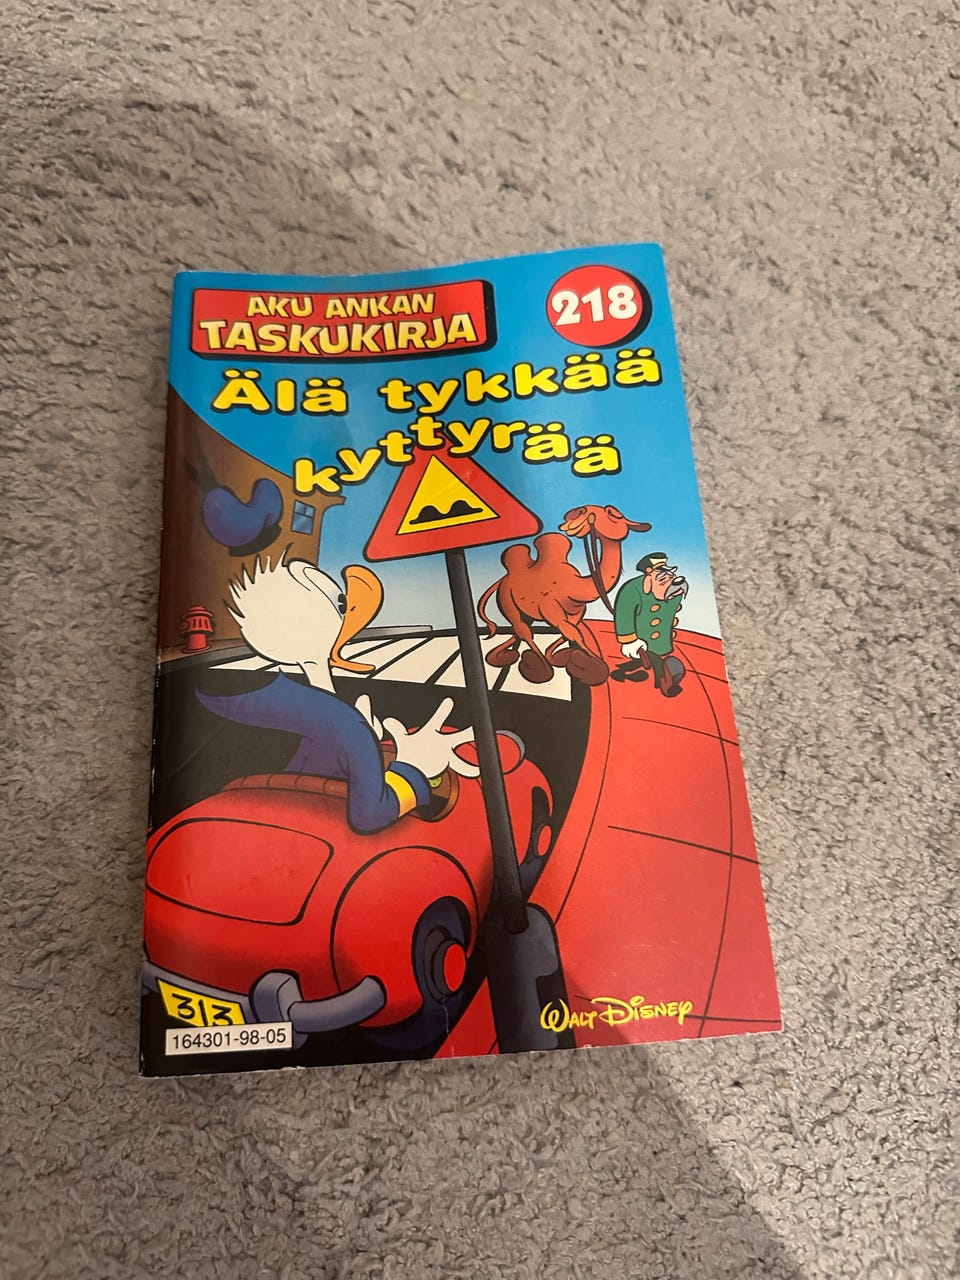 AKU ANKAN
TASKUKIRJA
218
Älä tykkää
kyttyrää
313
164301-98-05
WALT DISNEY